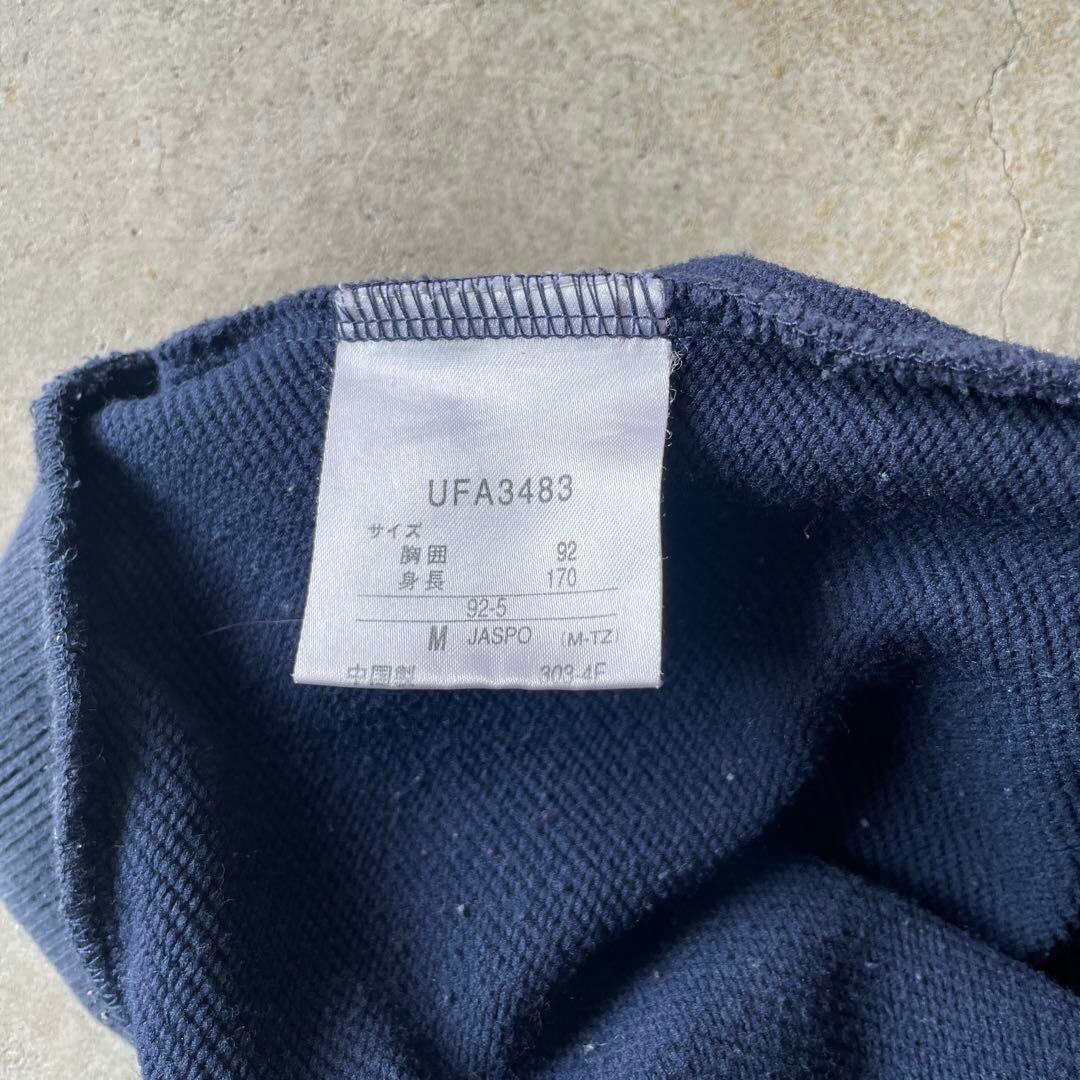 UFA3483
サイズ
胸囲 92
身長 170
92-5
M JASPO (M-TZ)
中国製 303-4F